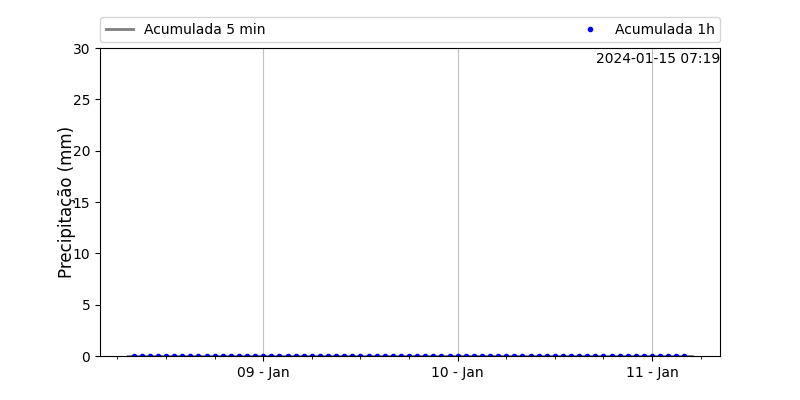 Acumulada 5 min
Acumulada 1h
2024-01-15 07:19
Precipitação (mm)
30
25
20
15
10
5
0
09 - Jan
10 - Jan
11 - Jan